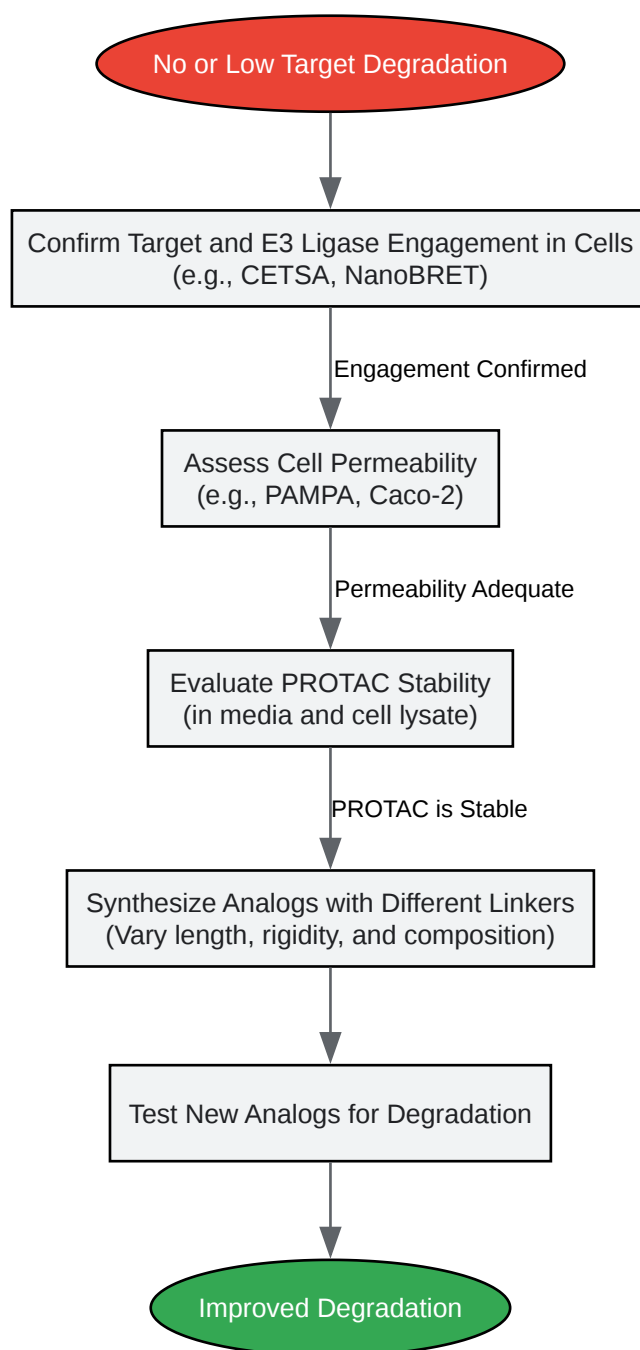 No or Low Target Degradation
Confirm Target and E3 Ligase Engagement in Cells
(e.g., CETSA, NanoBRET)
Engagement Confirmed
Assess Cell Permeability
(e.g., PAMPA, Caco-2)
Permeability Adequate
Evaluate PROTAC Stability
(in media and cell lysate)
PROTAC is Stable
Synthesize Analogs with Different Linkers
(Vary length, rigidity, and composition)
Test New Analogs for Degradation
Improved Degradation